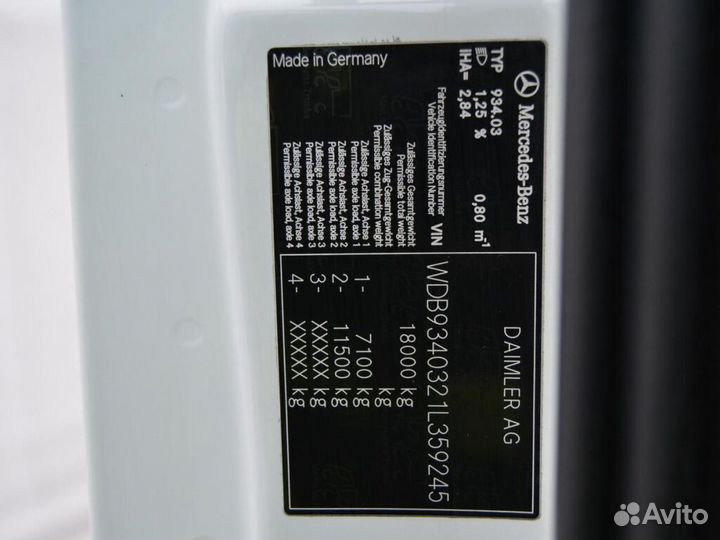 Mercedes-Benz
DAIMLER AG
TYP 934.03
1,25 % 0,80 m⁻¹
IHA= 2,84
Fahrzeugidentifizierungsnummer
Vehicle Identification Number VIN
WDB9340321L359245
Zulässiges Gesamtgewicht
Permissible total weight 18000 kg
Zulässiges Zug-Gesamtgewicht
Permissible combination weight kg
Zulässige Achslast, Achse 1
Permissible axle load, axle 1 1- 7100 kg
Zulässige Achslast, Achse 2
Permissible axle load, axle 2 2- 11500 kg
Zulässige Achslast, Achse 3
Permissible axle load, axle 3 3- XXXXX kg
Zulässige Achslast, Achse 4
Permissible axle load, axle 4 4- XXXXX kg
Made in Germany
Avito